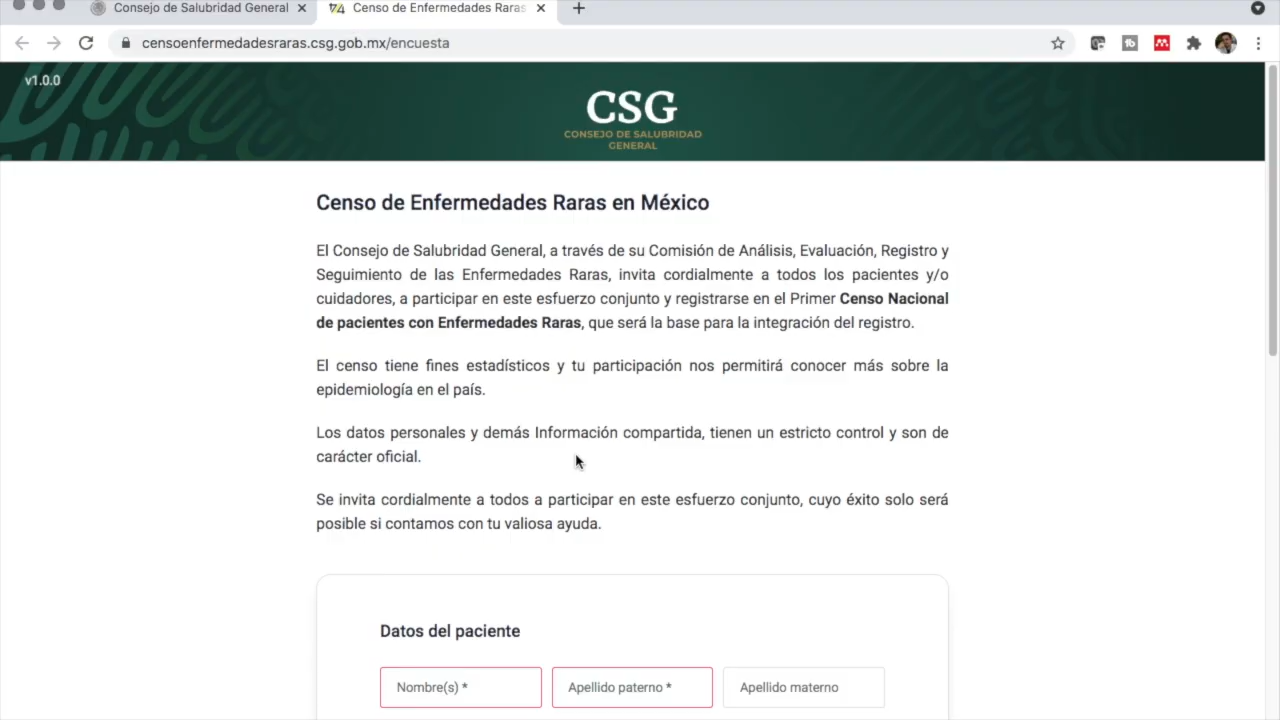 Consejo de Salubridad General
Censo de Enfermedades Raras
censoenfermedadesraras.csg.gob.mx/encuesta
v1.0.0
CSG
CONSEJO DE SALUBRIDAD
GENERAL
Censo de Enfermedades Raras en México
El Consejo de Salubridad General, a través de su Comisión de Análisis, Evaluación, Registro y
Seguimiento de las Enfermedades Raras, invita cordialmente a todos los pacientes y/o
cuidadores, a participar en este esfuerzo conjunto y registrarse en el Primer Censo Nacional
de pacientes con Enfermedades Raras, que será la base para la integración del registro.
El censo tiene fines estadísticos y tu participación nos permitirá conocer más sobre la
epidemiología en el país.
Los datos personales y demás Información compartida, tienen un estricto control y son de
carácter oficial.
Se invita cordialmente a todos a participar en este esfuerzo conjunto, cuyo éxito solo será
posible si contamos con tu valiosa ayuda.
Datos del paciente
Nombre(s) *
Apellido paterno *
Apellido materno